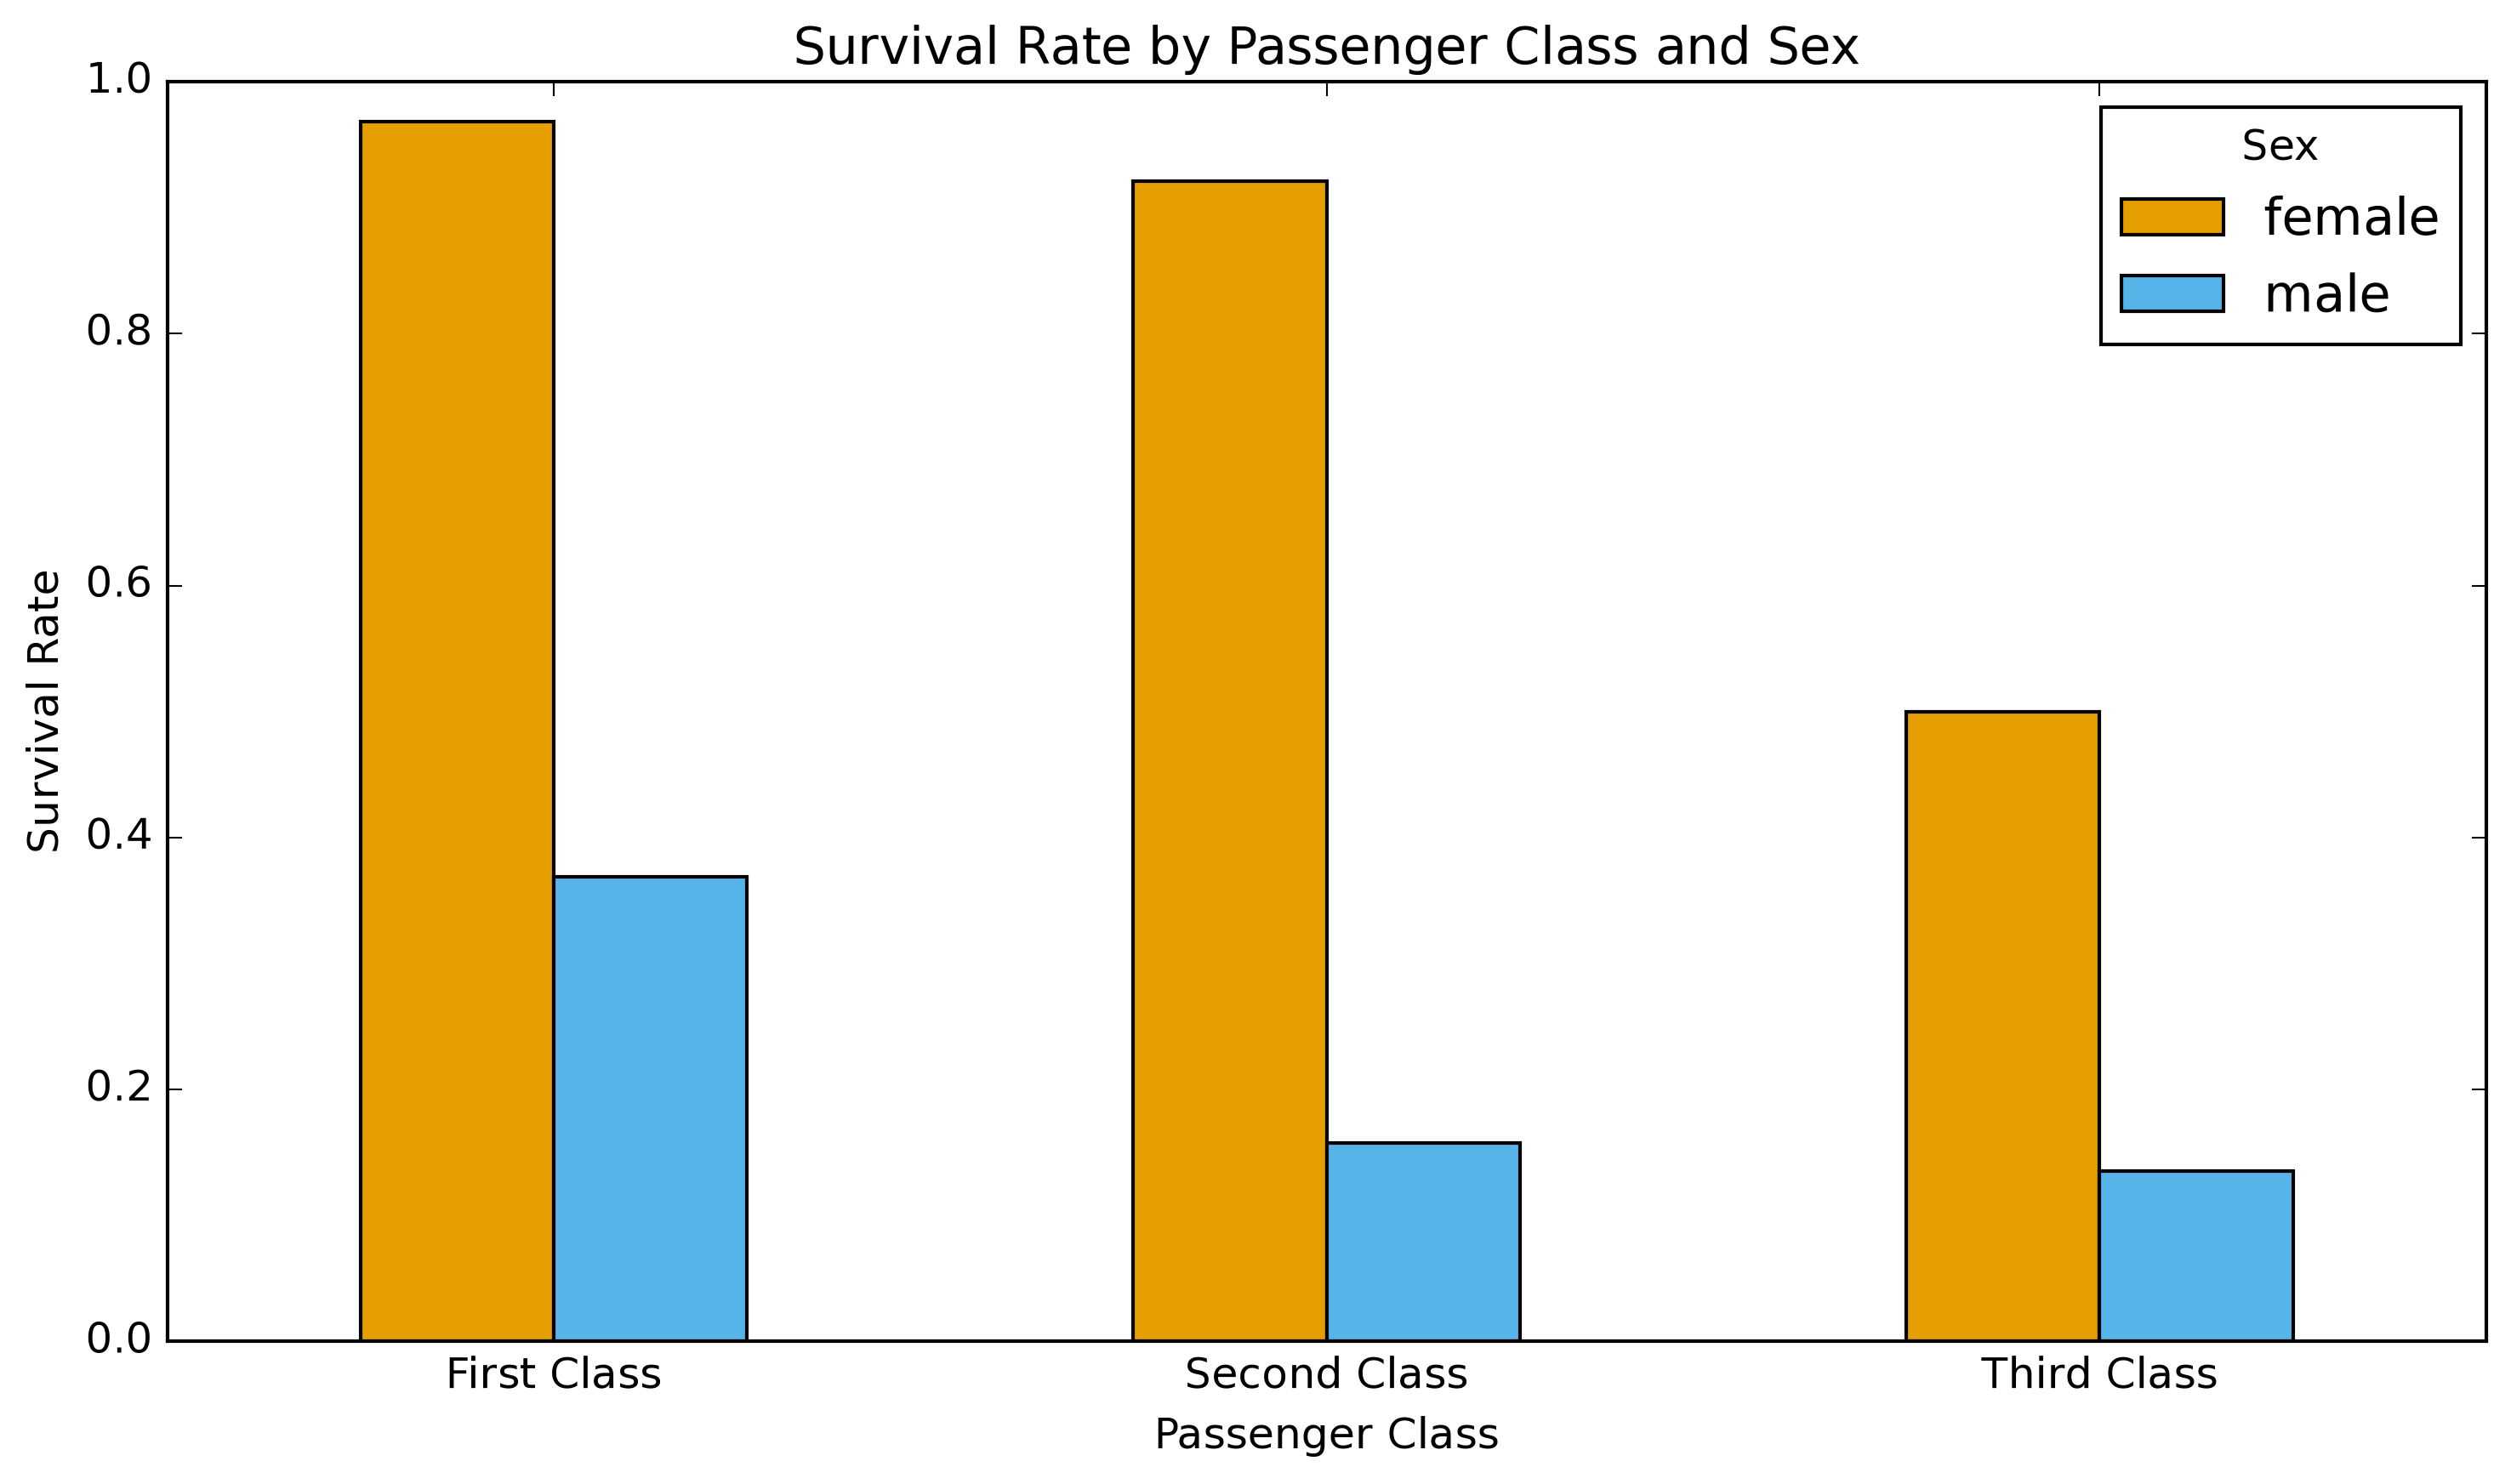 Survival Rate by Passenger Class and Sex
1.0
0.8
0.6
0.4
0.2
0.0
Survival Rate
Sex
female
male
First Class
Second Class
Third Class
Passenger Class